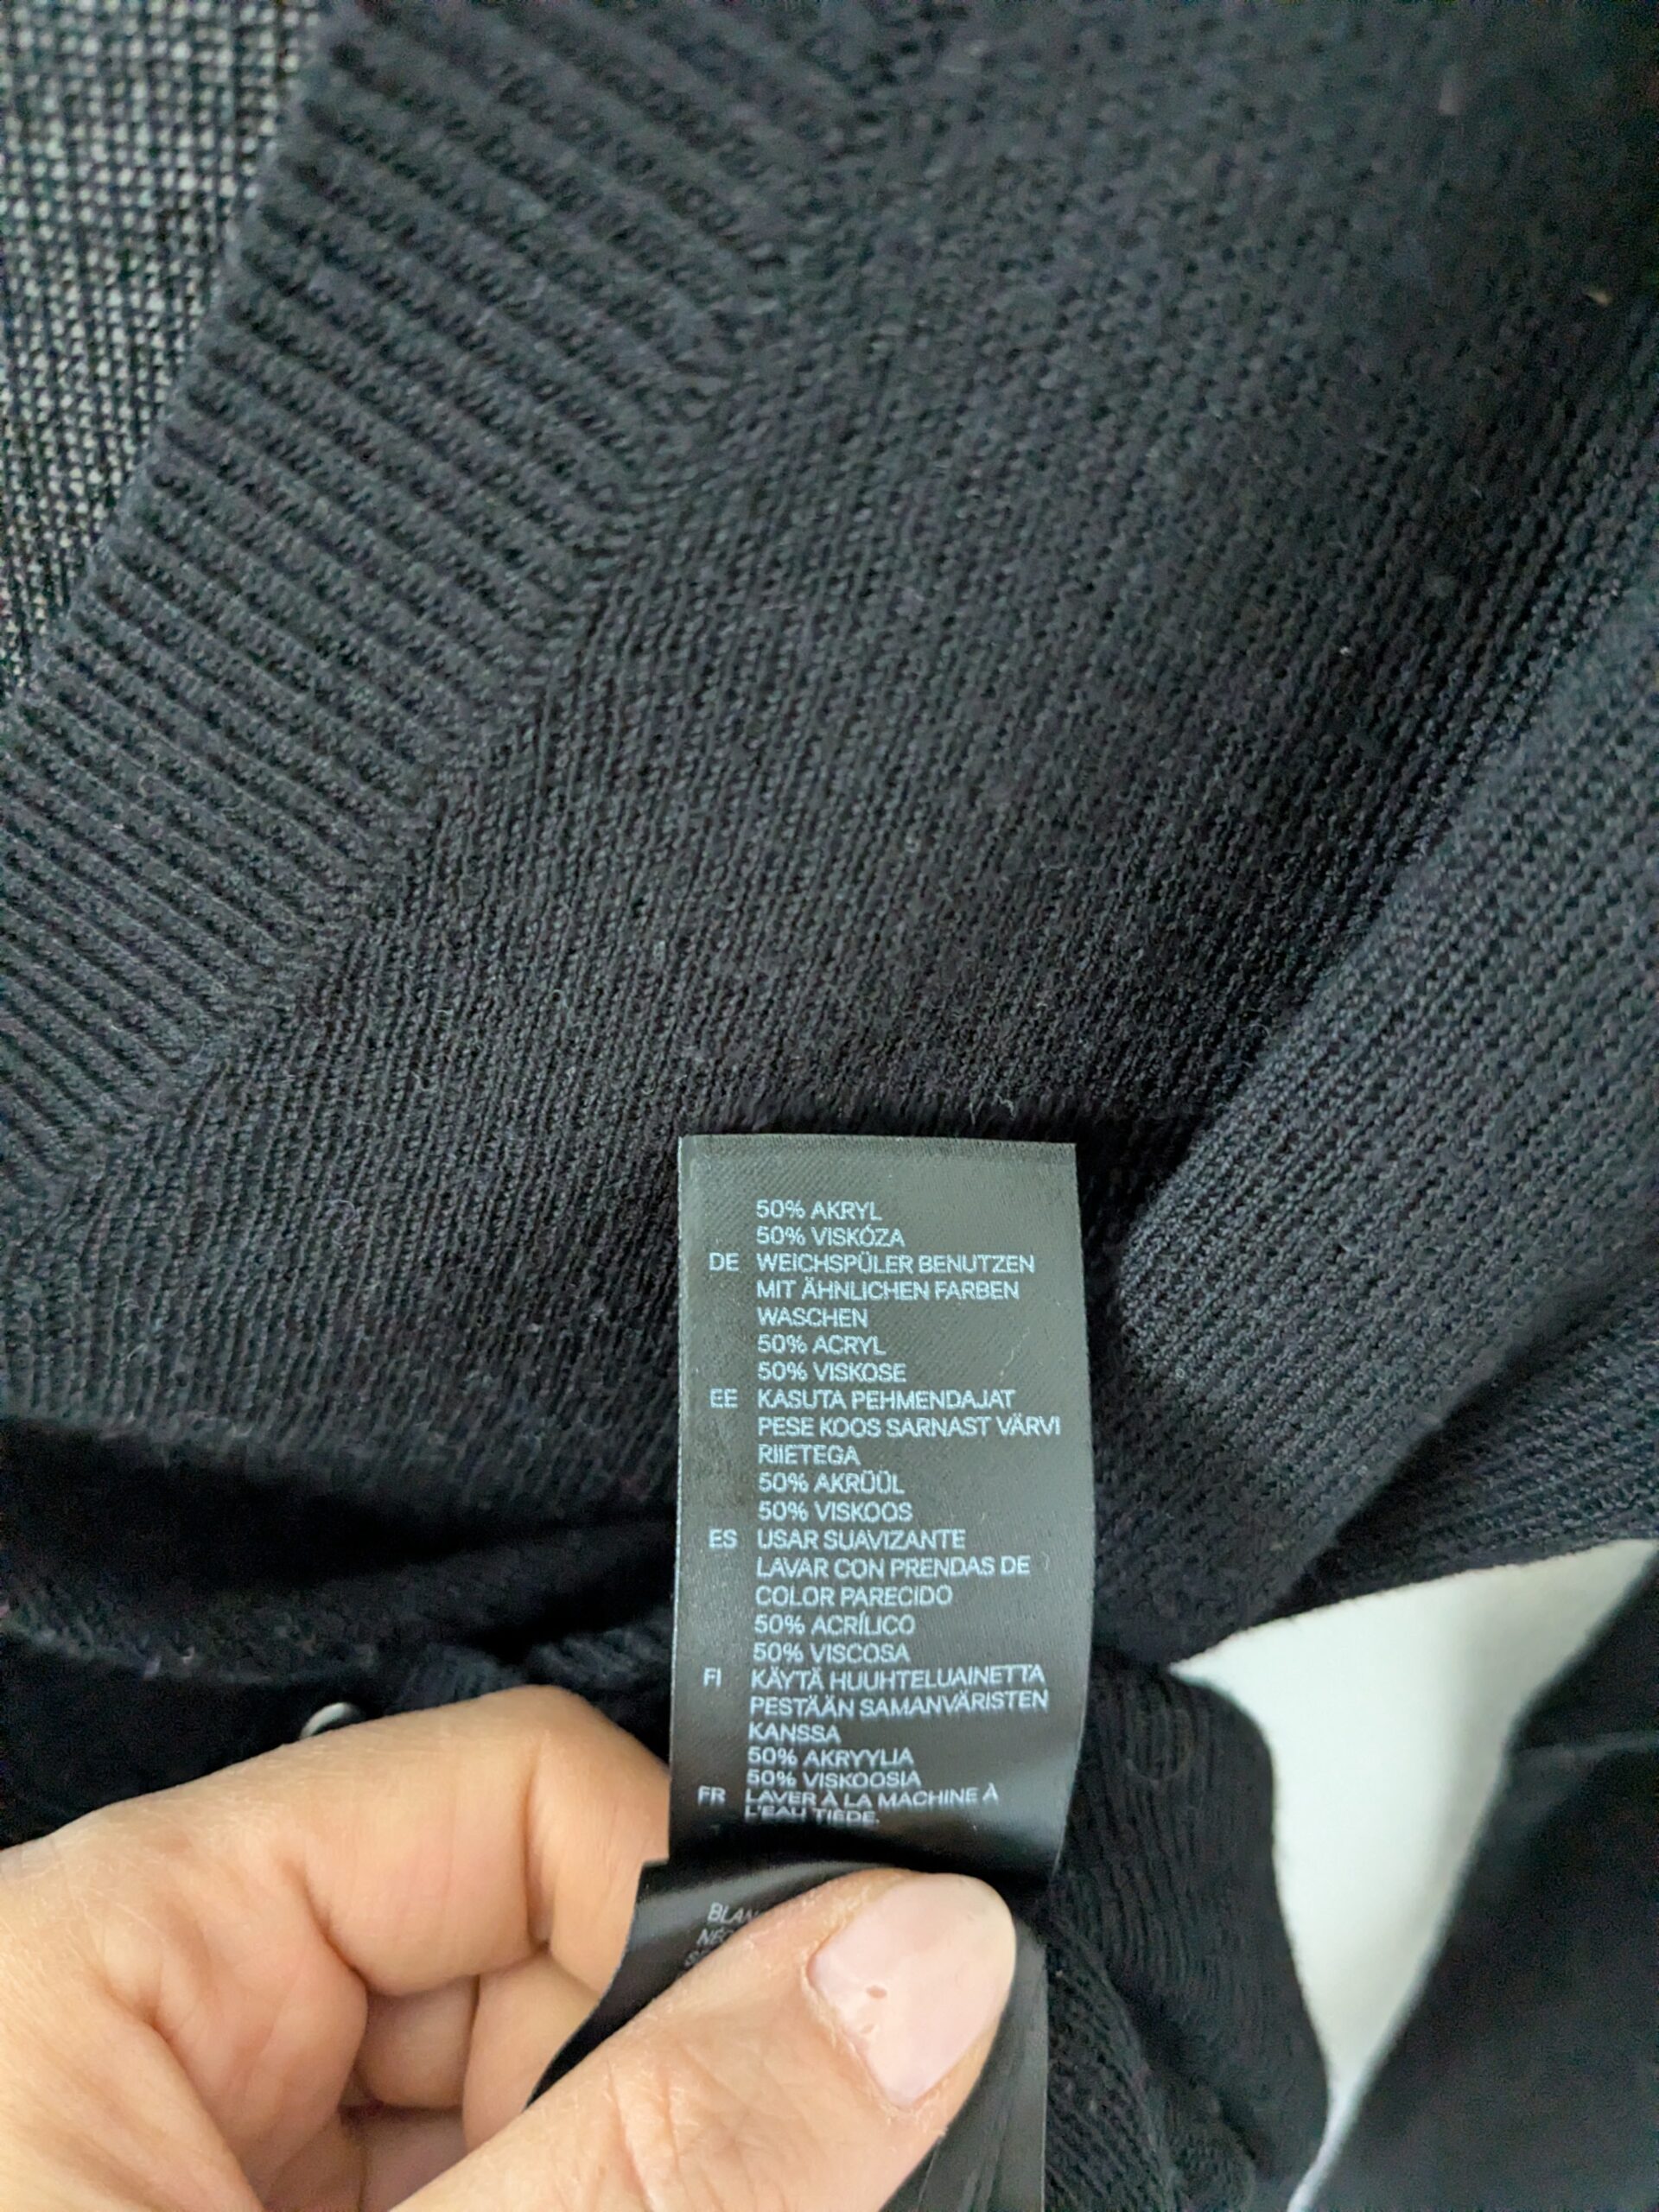 50% AKRYL
50% VISKÓZA
DE WEICHSPÜLER BENUTZEN
MIT ÄHNLICHEN FARBEN
WASCHEN
50% ACRYL
50% VISKOSE
EE KASUTA PEHMENDAJAT
PESE KOOS SARNAST VÄRVI
RIIETEGA
50% AKRÜÜL
50% VISKOOS
ES USAR SUAVIZANTE
LAVAR CON PRENDAS DE
COLOR PARECIDO
50% ACRÍLICO
50% VISCOSA
FI KÄYTÄ HUUHTELUAINETTA
PESTÄÄN SAMANVÄRISTEN
KANSSA
50% AKRYYLIA
50% VISKOOSIA
FR LAVER À LA MACHINE À
L'EAU TIÈDE.